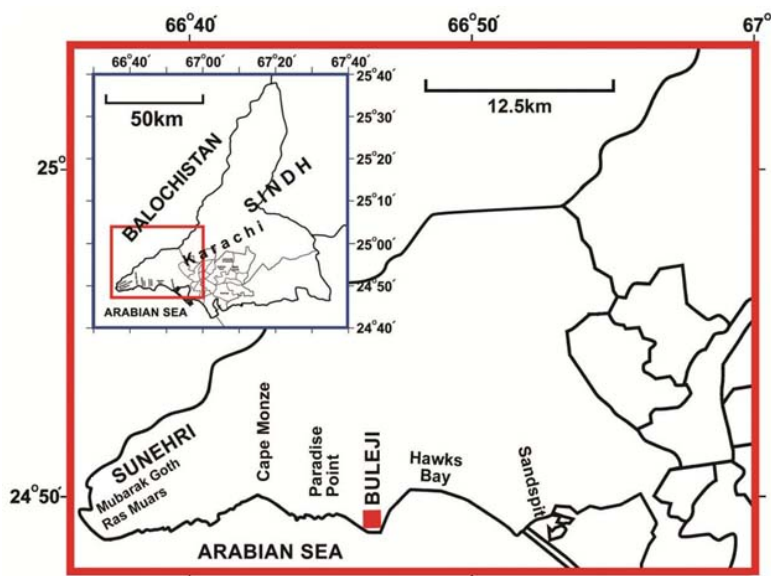 66°40´
66°50´
67°
66°40´
67°00´
67°20´
67°40´
25°40´
25°30´
25°20´
25°10´
25°00´
24°50´
24°40´
50km
12.5km
25°
BALOCHISTAN
SINDH
Karachi
ARABIAN SEA
24°50´
SUNEHRI
Mubarak Goth
Ras Muars
Cape Monze
Paradise
Point
BULEJI
Hawks
Bay
Sandspit
ARABIAN SEA